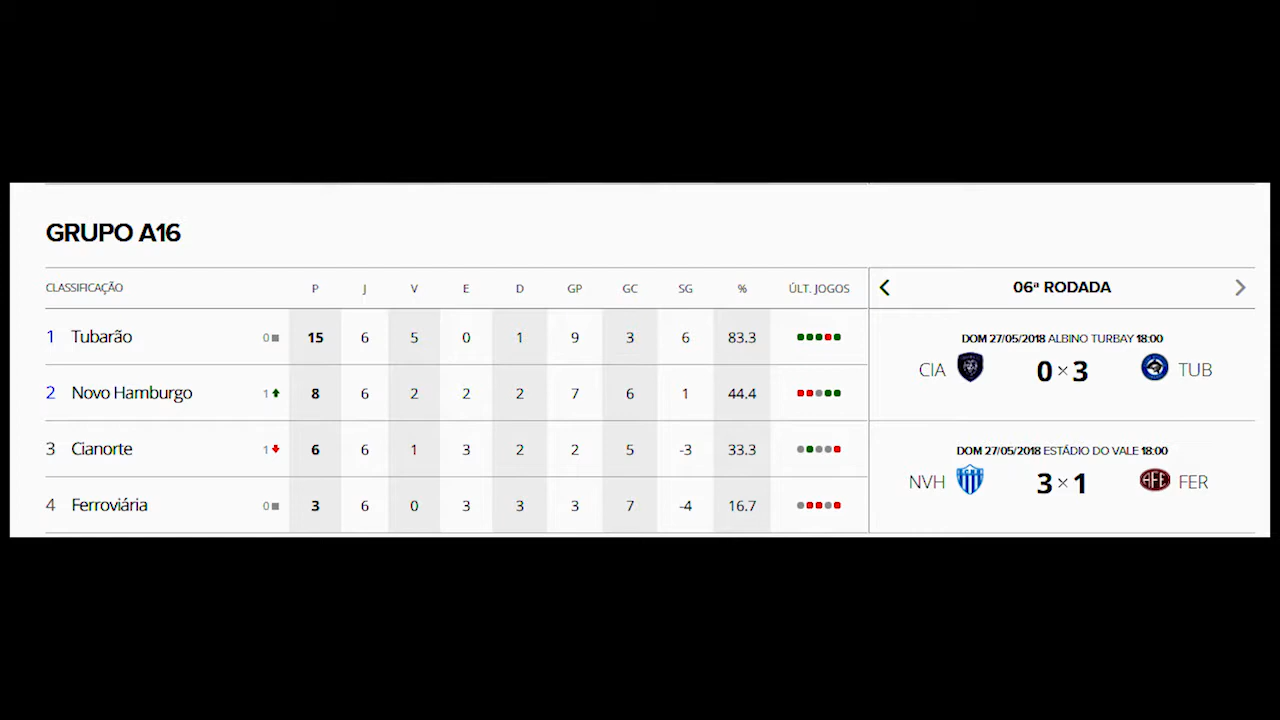 GRUPO A16
CLASSIFICAÇÃO P J V E D GP GC SG % ÚLT. JOGOS
1 Tubarão 0 15 6 5 0 1 9 3 6 83.3
2 Novo Hamburgo 1 8 6 2 2 2 7 6 1 44.4
3 Cianorte 1 6 6 1 3 2 2 5 -3 33.3
4 Ferroviária 0 3 6 0 3 3 3 7 -4 16.7
06ª RODADA
DOM 27/05/2018 ALBINO TURBAY 18:00
CIA 0 × 3 TUB
DOM 27/05/2018 ESTÁDIO DO VALE 18:00
NVH 3 × 1 AFE FER